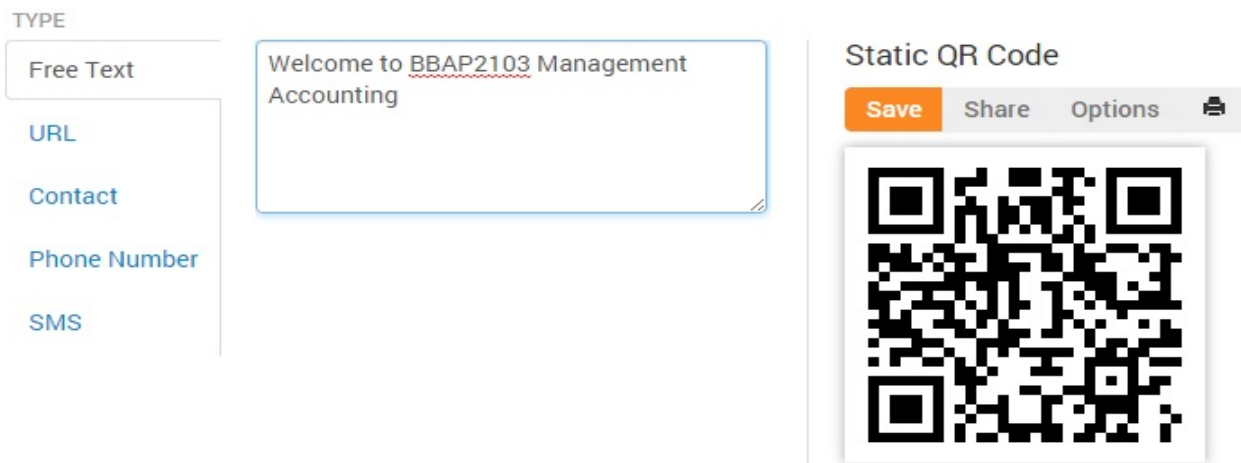 TYPE
Free Text
URL
Contact
Phone Number
SMS
Welcome to BBAP2103 Management
Accounting
Static QR Code
Save Share Options